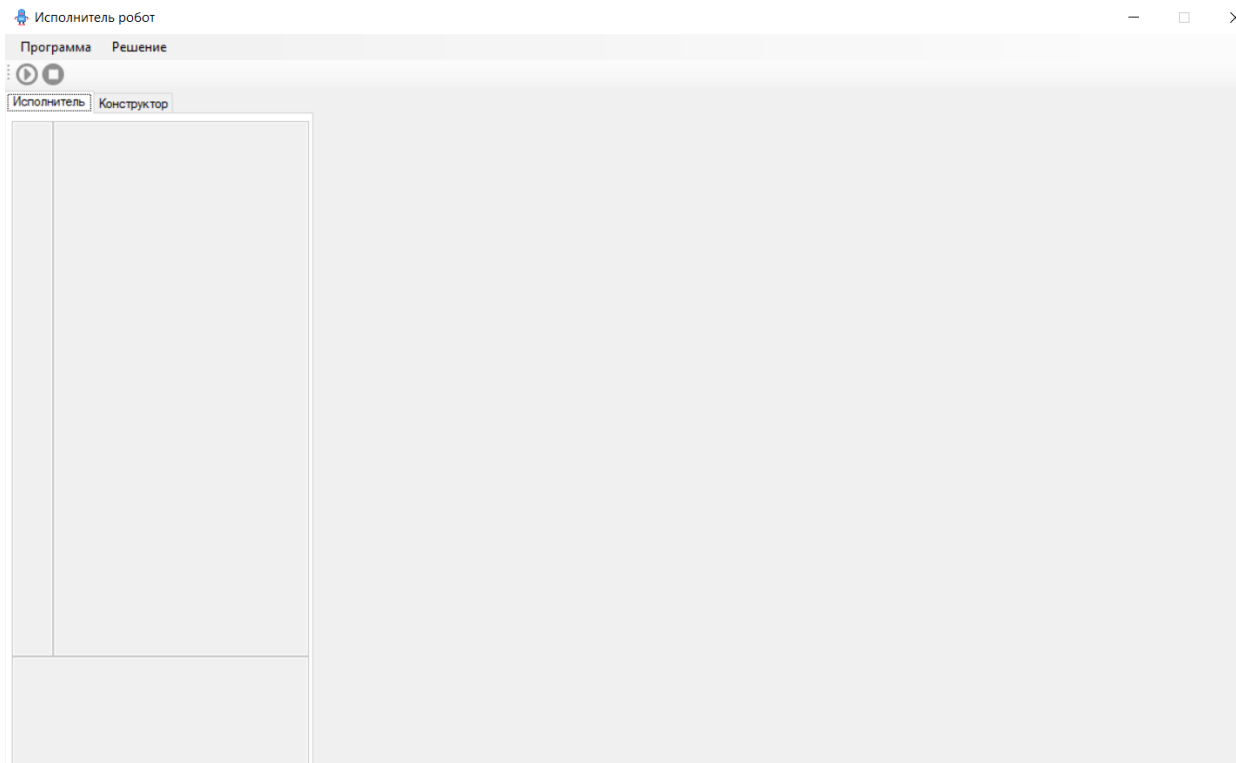 Исполнитель робот
Программа Решение
Исполнитель Конструктор